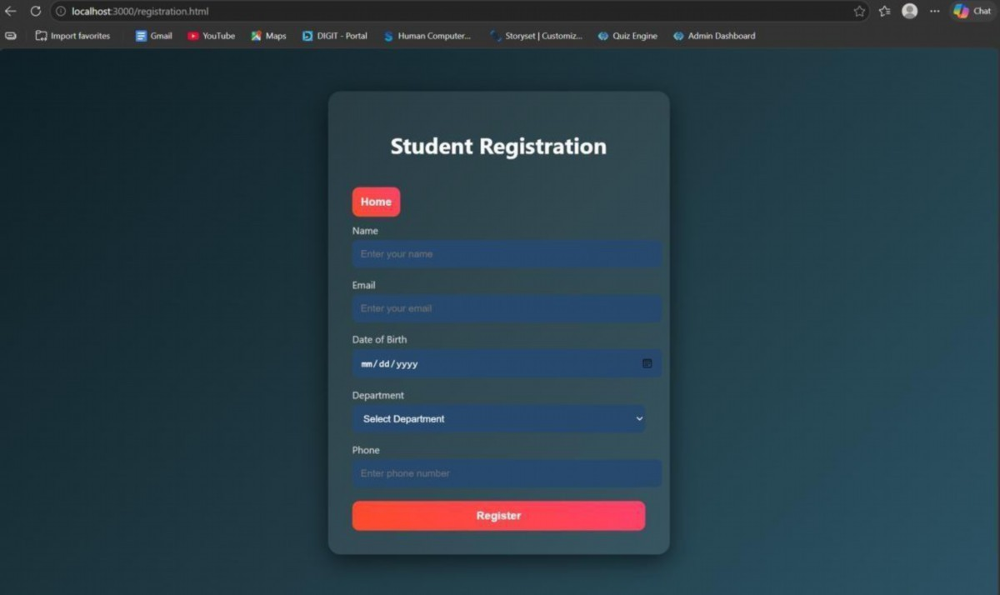 localhost:3000/registration.html
Chat
Import favorites Gmail YouTube Maps DIGIT - Portal Human Computer... Storyset | Customiz... Quiz Engine Admin Dashboard
Student Registration
Home
Name
Enter your name
Email
Enter your email
Date of Birth
mm/dd/yyyy
Department
Select Department
Phone
Enter phone number
Register